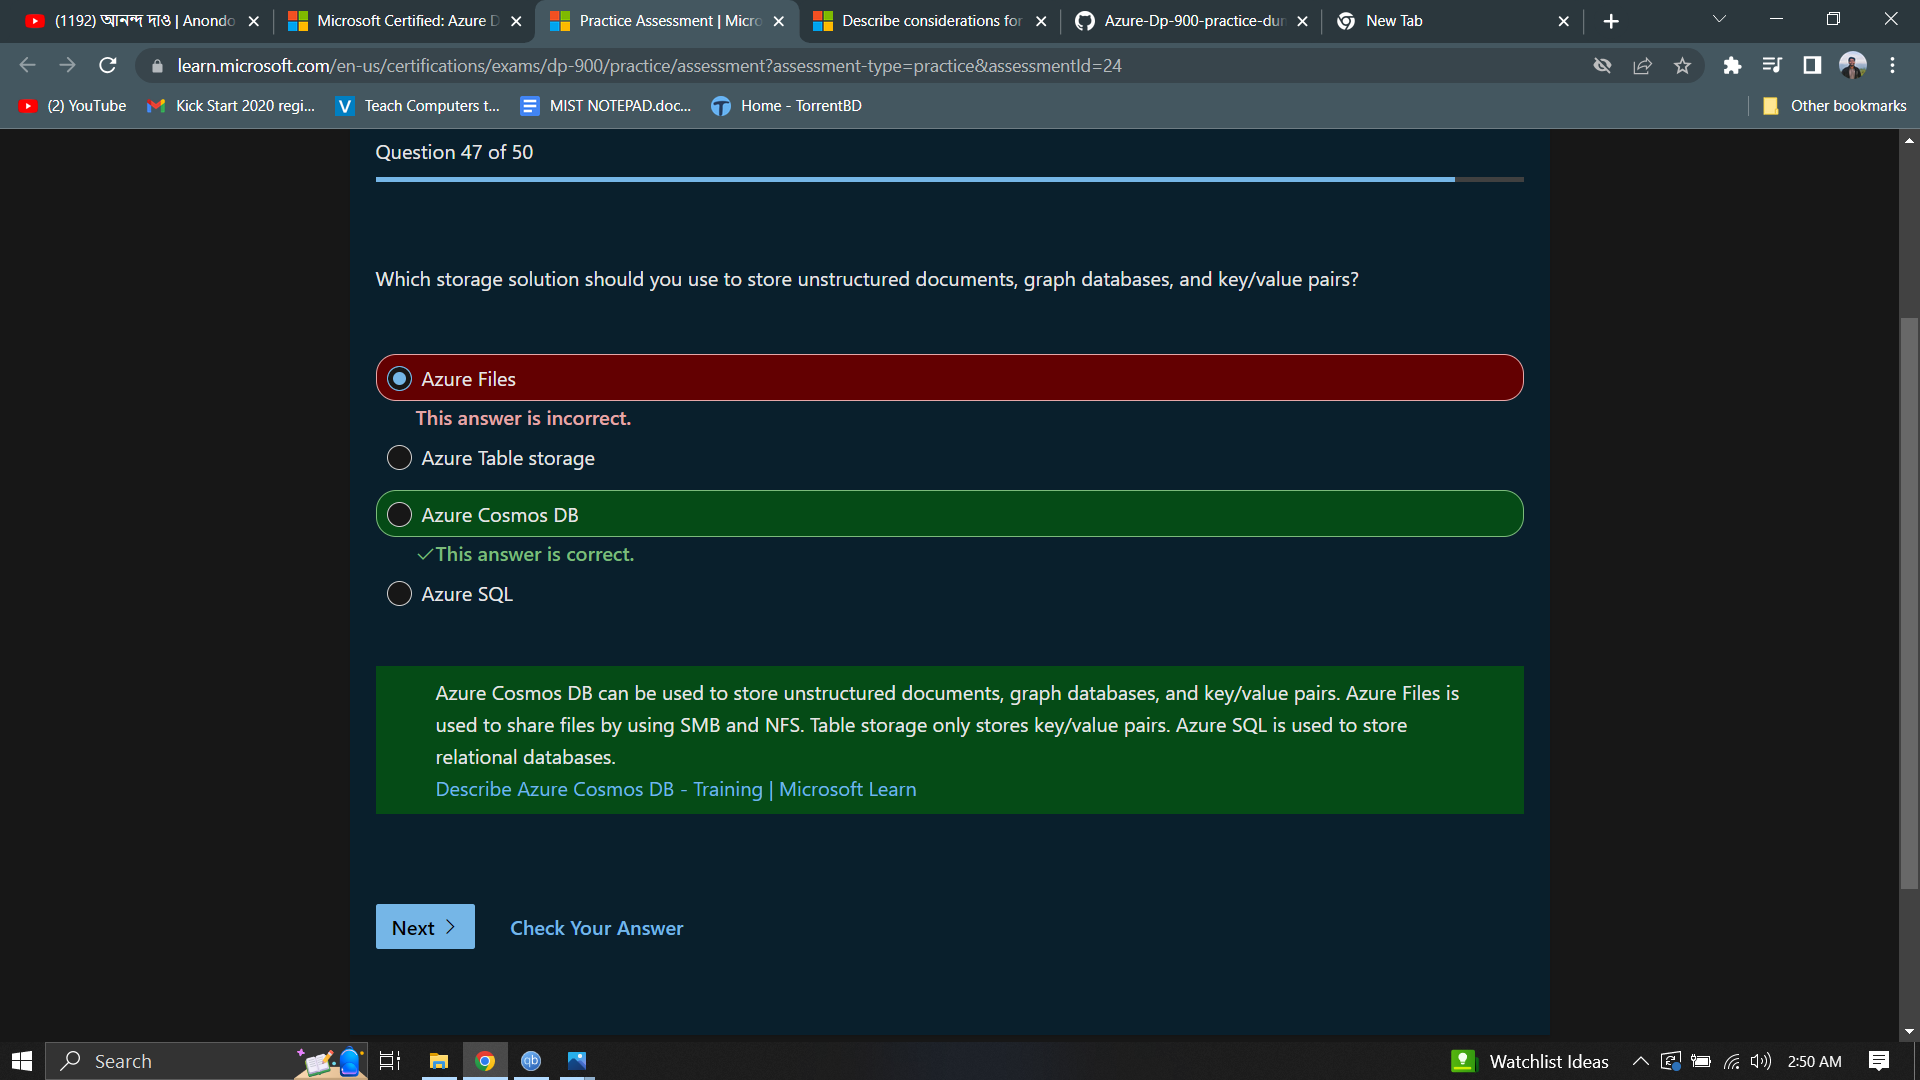 (1192) আনন্দ দাও | Anondo
Microsoft Certified: Azure D
Practice Assessment | Micro
Describe considerations for
Azure-Dp-900-practice-dun
New Tab
learn.microsoft.com/en-us/certifications/exams/dp-900/practice/assessment?assessment-type=practice&assessmentId=24
(2) YouTube
Kick Start 2020 regi...
Teach Computers t...
MIST NOTEPAD.doc...
Home - TorrentBD
Other bookmarks
Question 47 of 50
Which storage solution should you use to store unstructured documents, graph databases, and key/value pairs?
Azure Files
This answer is incorrect.
Azure Table storage
Azure Cosmos DB
This answer is correct.
Azure SQL
Azure Cosmos DB can be used to store unstructured documents, graph databases, and key/value pairs. Azure Files is
used to share files by using SMB and NFS. Table storage only stores key/value pairs. Azure SQL is used to store
relational databases.
Describe Azure Cosmos DB - Training | Microsoft Learn
Next
Check Your Answer
Search
qb
Watchlist Ideas
2:50 AM